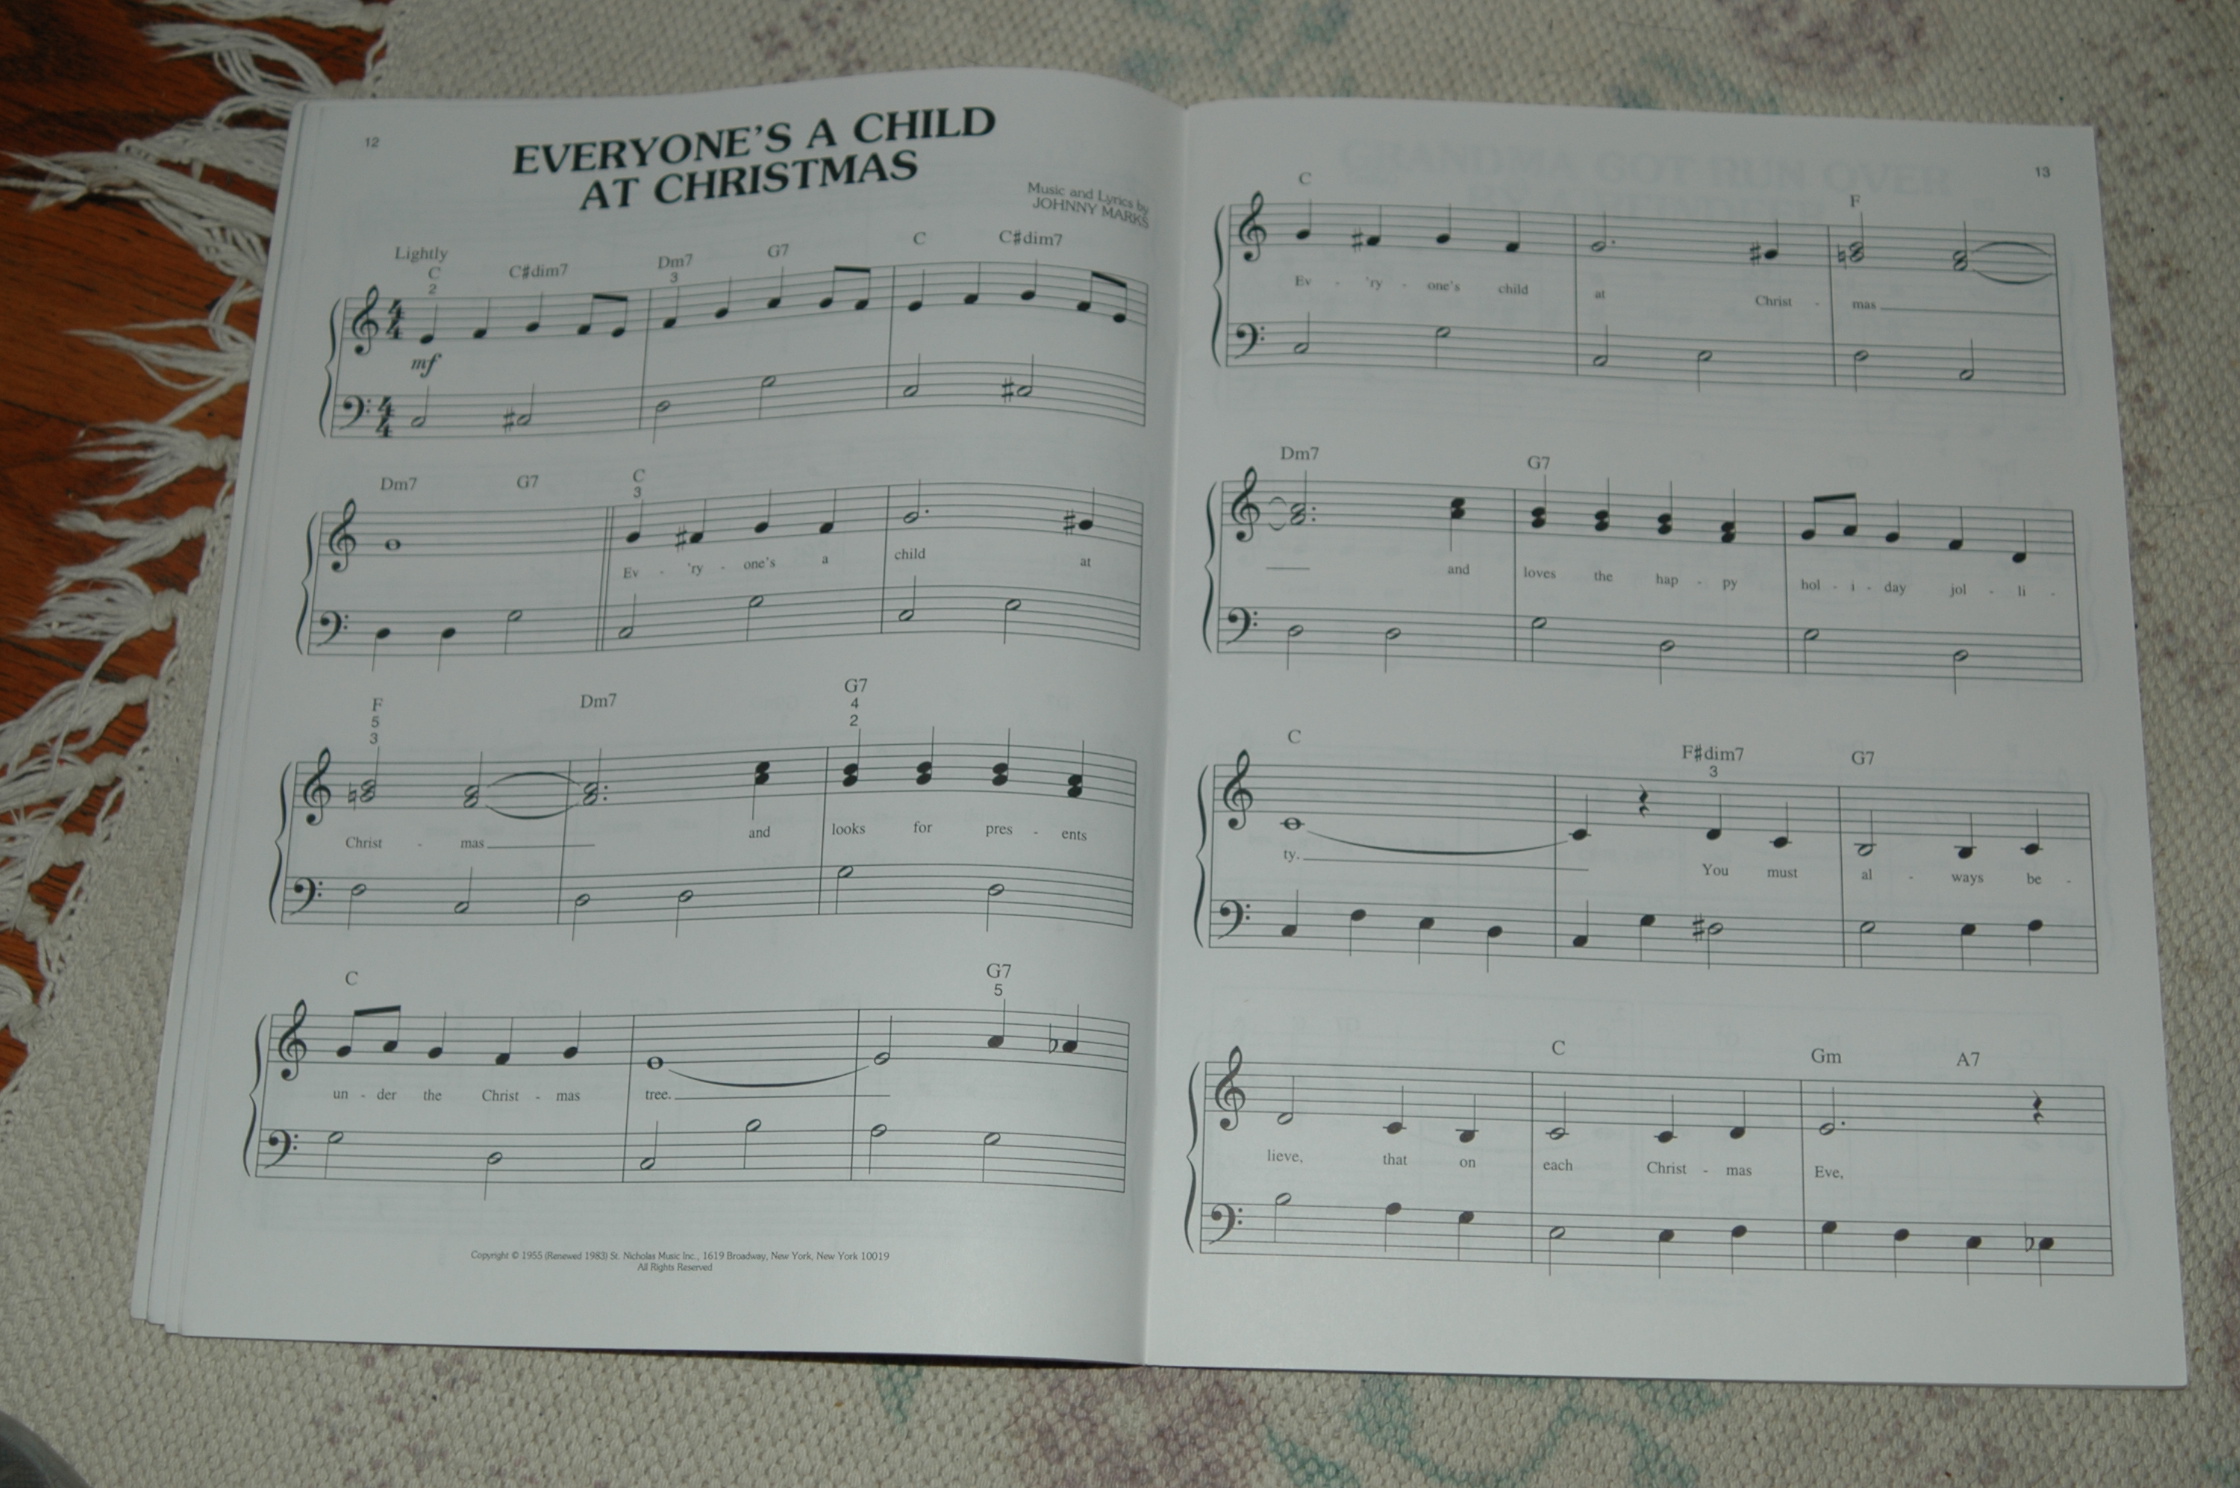 12
EVERYONE'S A CHILD
AT CHRISTMAS
Music and Lyrics by
JOHNNY MARKS
Lightly
C C♯dim7 Dm7 G7 C C♯dim7
2 3
mf
Dm7 G7 C
3
Ev - 'ry - one's a child at
F Dm7 G7
5 4
3 2
Christ - mas and looks for pres - ents
C G7
5
un - der the Christ - mas tree.
Copyright © 1955 (Renewed 1983) St. Nicholas Music Inc., 1619 Broadway, New York, New York 10019
All Rights Reserved
13
C F
Ev - 'ry - one's child at Christ - mas
Dm7 G7
and loves the hap - py hol - i - day jol - li -
C F♯dim7 G7
3
ty. You must al - ways be -
C Gm A7
lieve, that on each Christ - mas Eve,